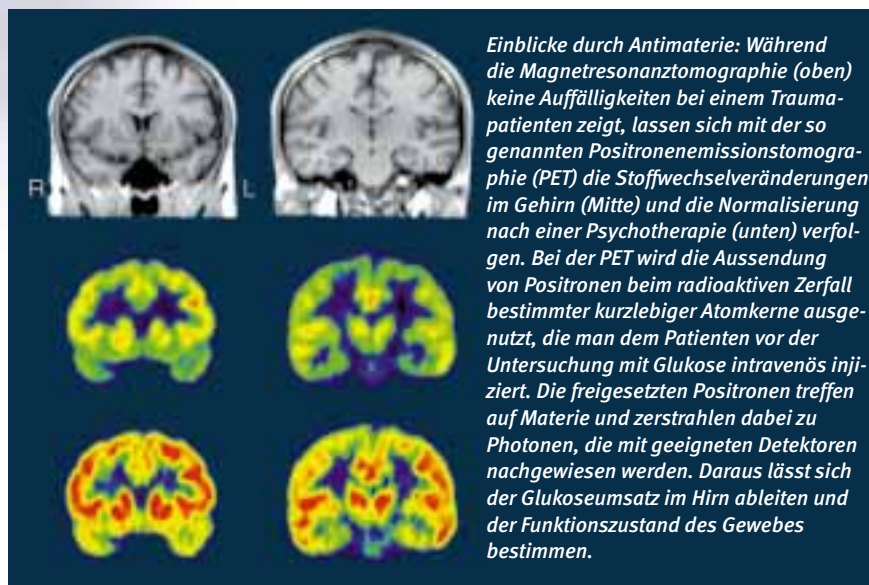 R
L
Einblicke durch Antimaterie: Während
die Magnetresonanztomographie (oben)
keine Auffälligkeiten bei einem Trauma-
patienten zeigt, lassen sich mit der so
genannten Positronenemissionstomogra-
phie (PET) die Stoffwechselveränderungen
im Gehirn (Mitte) und die Normalisierung
nach einer Psychotherapie (unten) verfol-
gen. Bei der PET wird die Aussendung
von Positronen beim radioaktiven Zerfall
bestimmter kurzlebiger Atomkerne ausge-
nutzt, die man dem Patienten vor der
Untersuchung mit Glukose intravenös inji-
ziert. Die freigesetzten Positronen treffen
auf Materie und zerstrahlen dabei zu
Photonen, die mit geeigneten Detektoren
nachgewiesen werden. Daraus lässt sich
der Glukoseumsatz im Hirn ableiten und
der Funktionszustand des Gewebes
bestimmen.